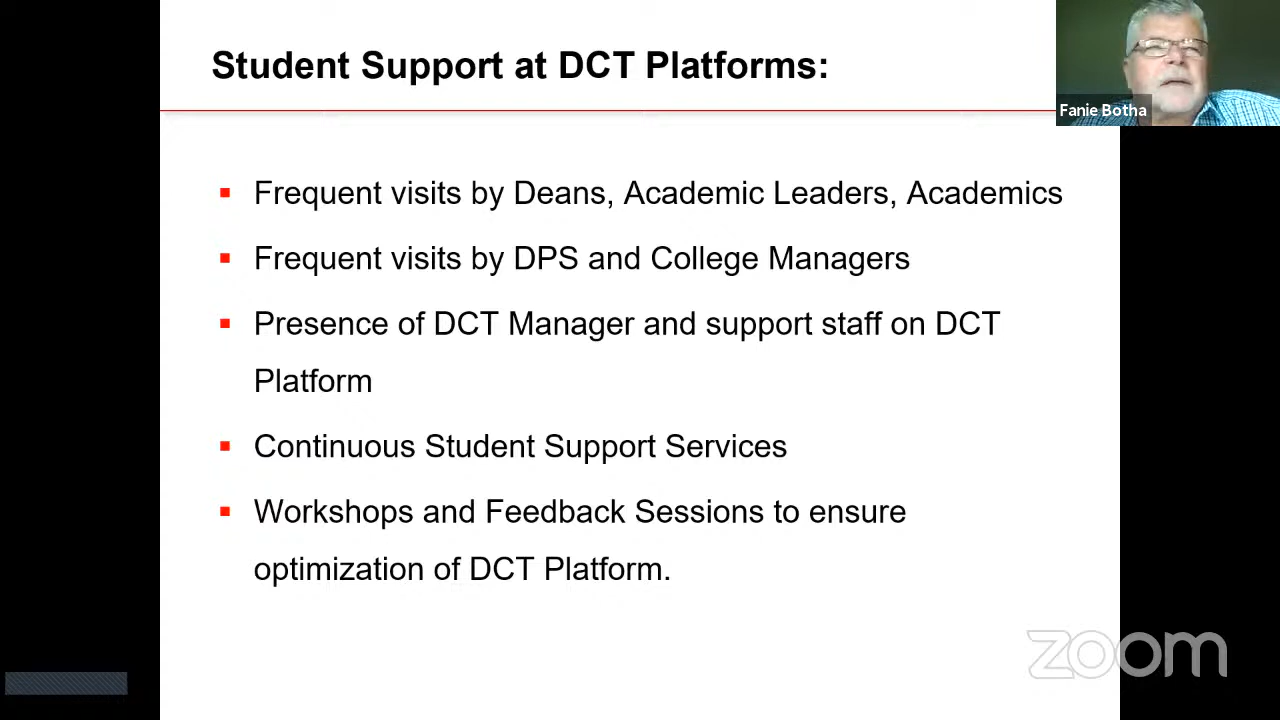 Student Support at DCT Platforms:
Fanie Botha
Frequent visits by Deans, Academic Leaders, Academics
Frequent visits by DPS and College Managers
Presence of DCT Manager and support staff on DCT
Platform
Continuous Student Support Services
Workshops and Feedback Sessions to ensure
optimization of DCT Platform.
zoom